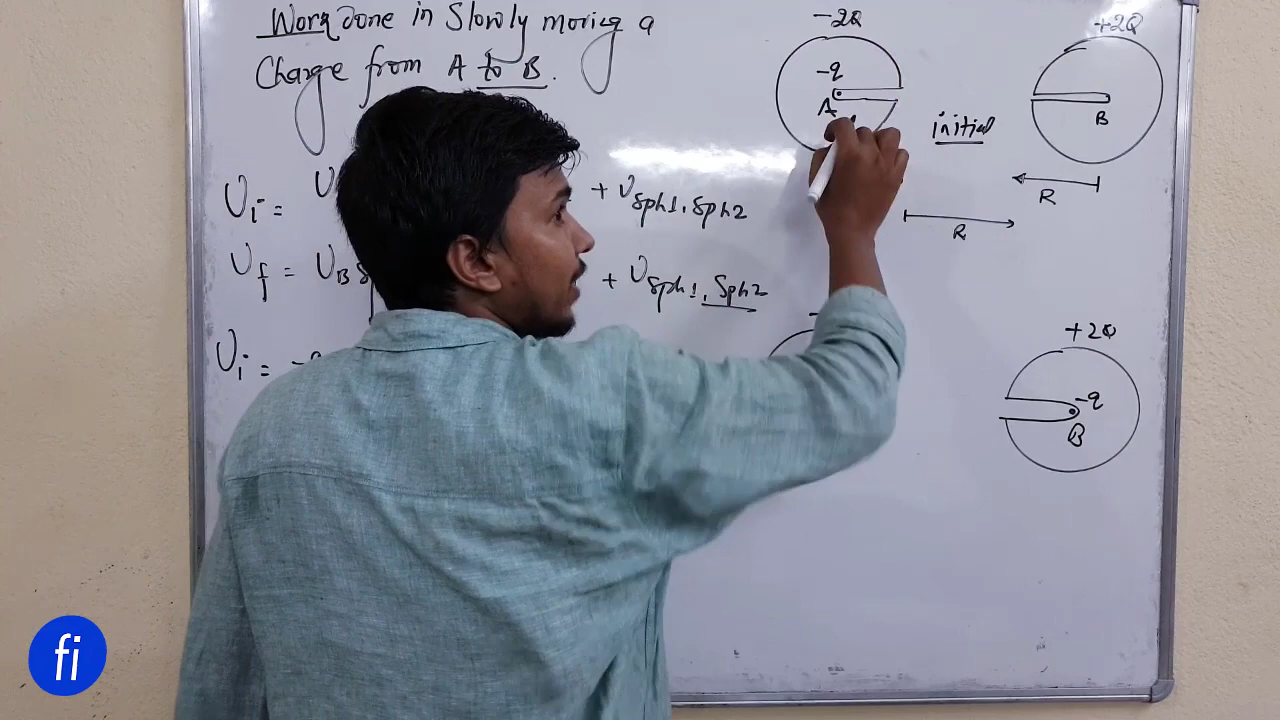 Work done in Slowly moving a
Charge from A to B.
-2Q
-q
A
+2Q
B
initial
R
R
Ui = U
+ Usph1, sph2
Uf = UB
+ Usph1, sph2
Ui =
+2Q
-q
B
fi